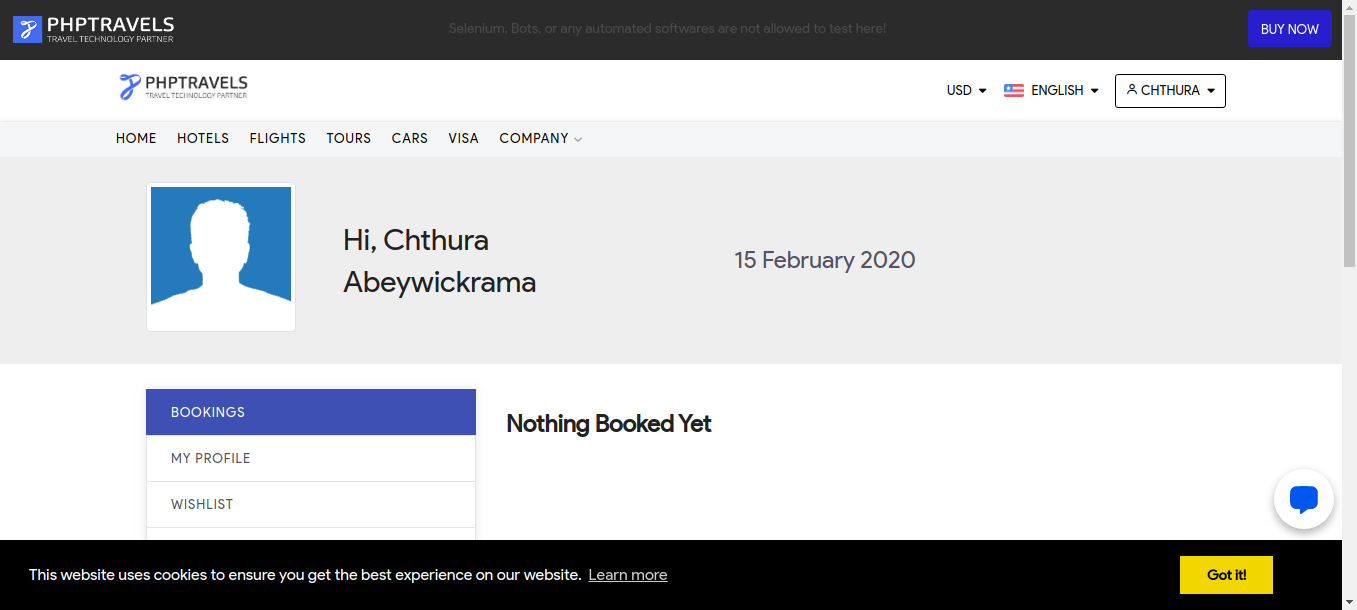 PHPTRAVELS
TRAVEL TECHNOLOGY PARTNER
Selenium, Bots, or any automated softwares are not allowed to test here!
BUY NOW
PHPTRAVELS
TRAVEL TECHNOLOGY PARTNER
USD
ENGLISH
CHTHURA
HOME HOTELS FLIGHTS TOURS CARS VISA COMPANY
Hi, Chthura
Abeywickrama
15 February 2020
BOOKINGS
MY PROFILE
WISHLIST
Nothing Booked Yet
This website uses cookies to ensure you get the best experience on our website. Learn more
Got it!